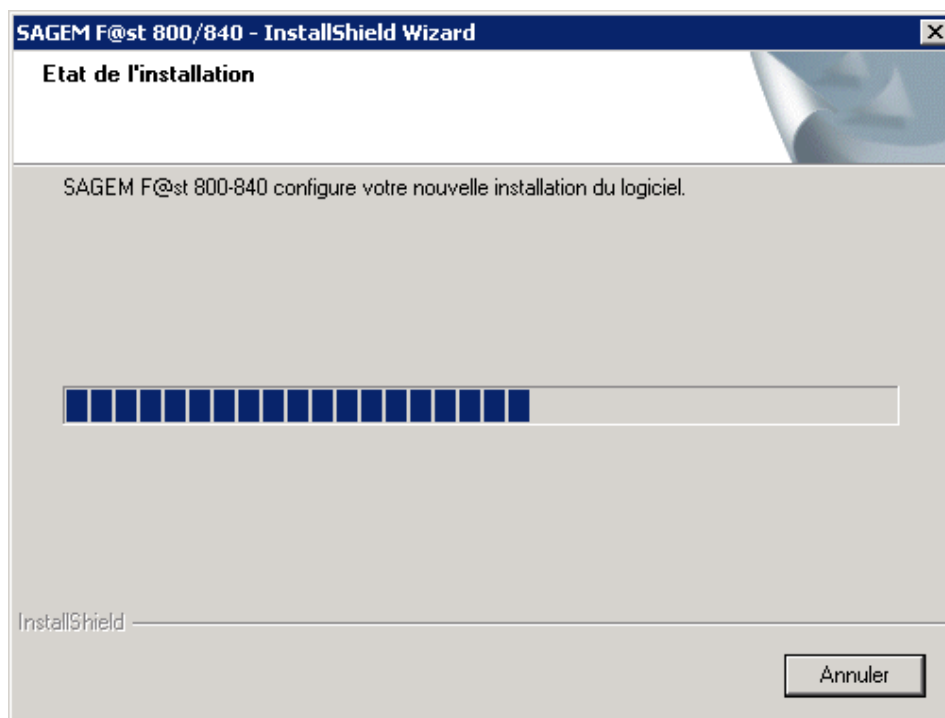 SAGEM F@st 800/840 - InstallShield Wizard
Etat de l'installation
SAGEM F@st 800-840 configure votre nouvelle installation du logiciel.
InstallShield
Annuler